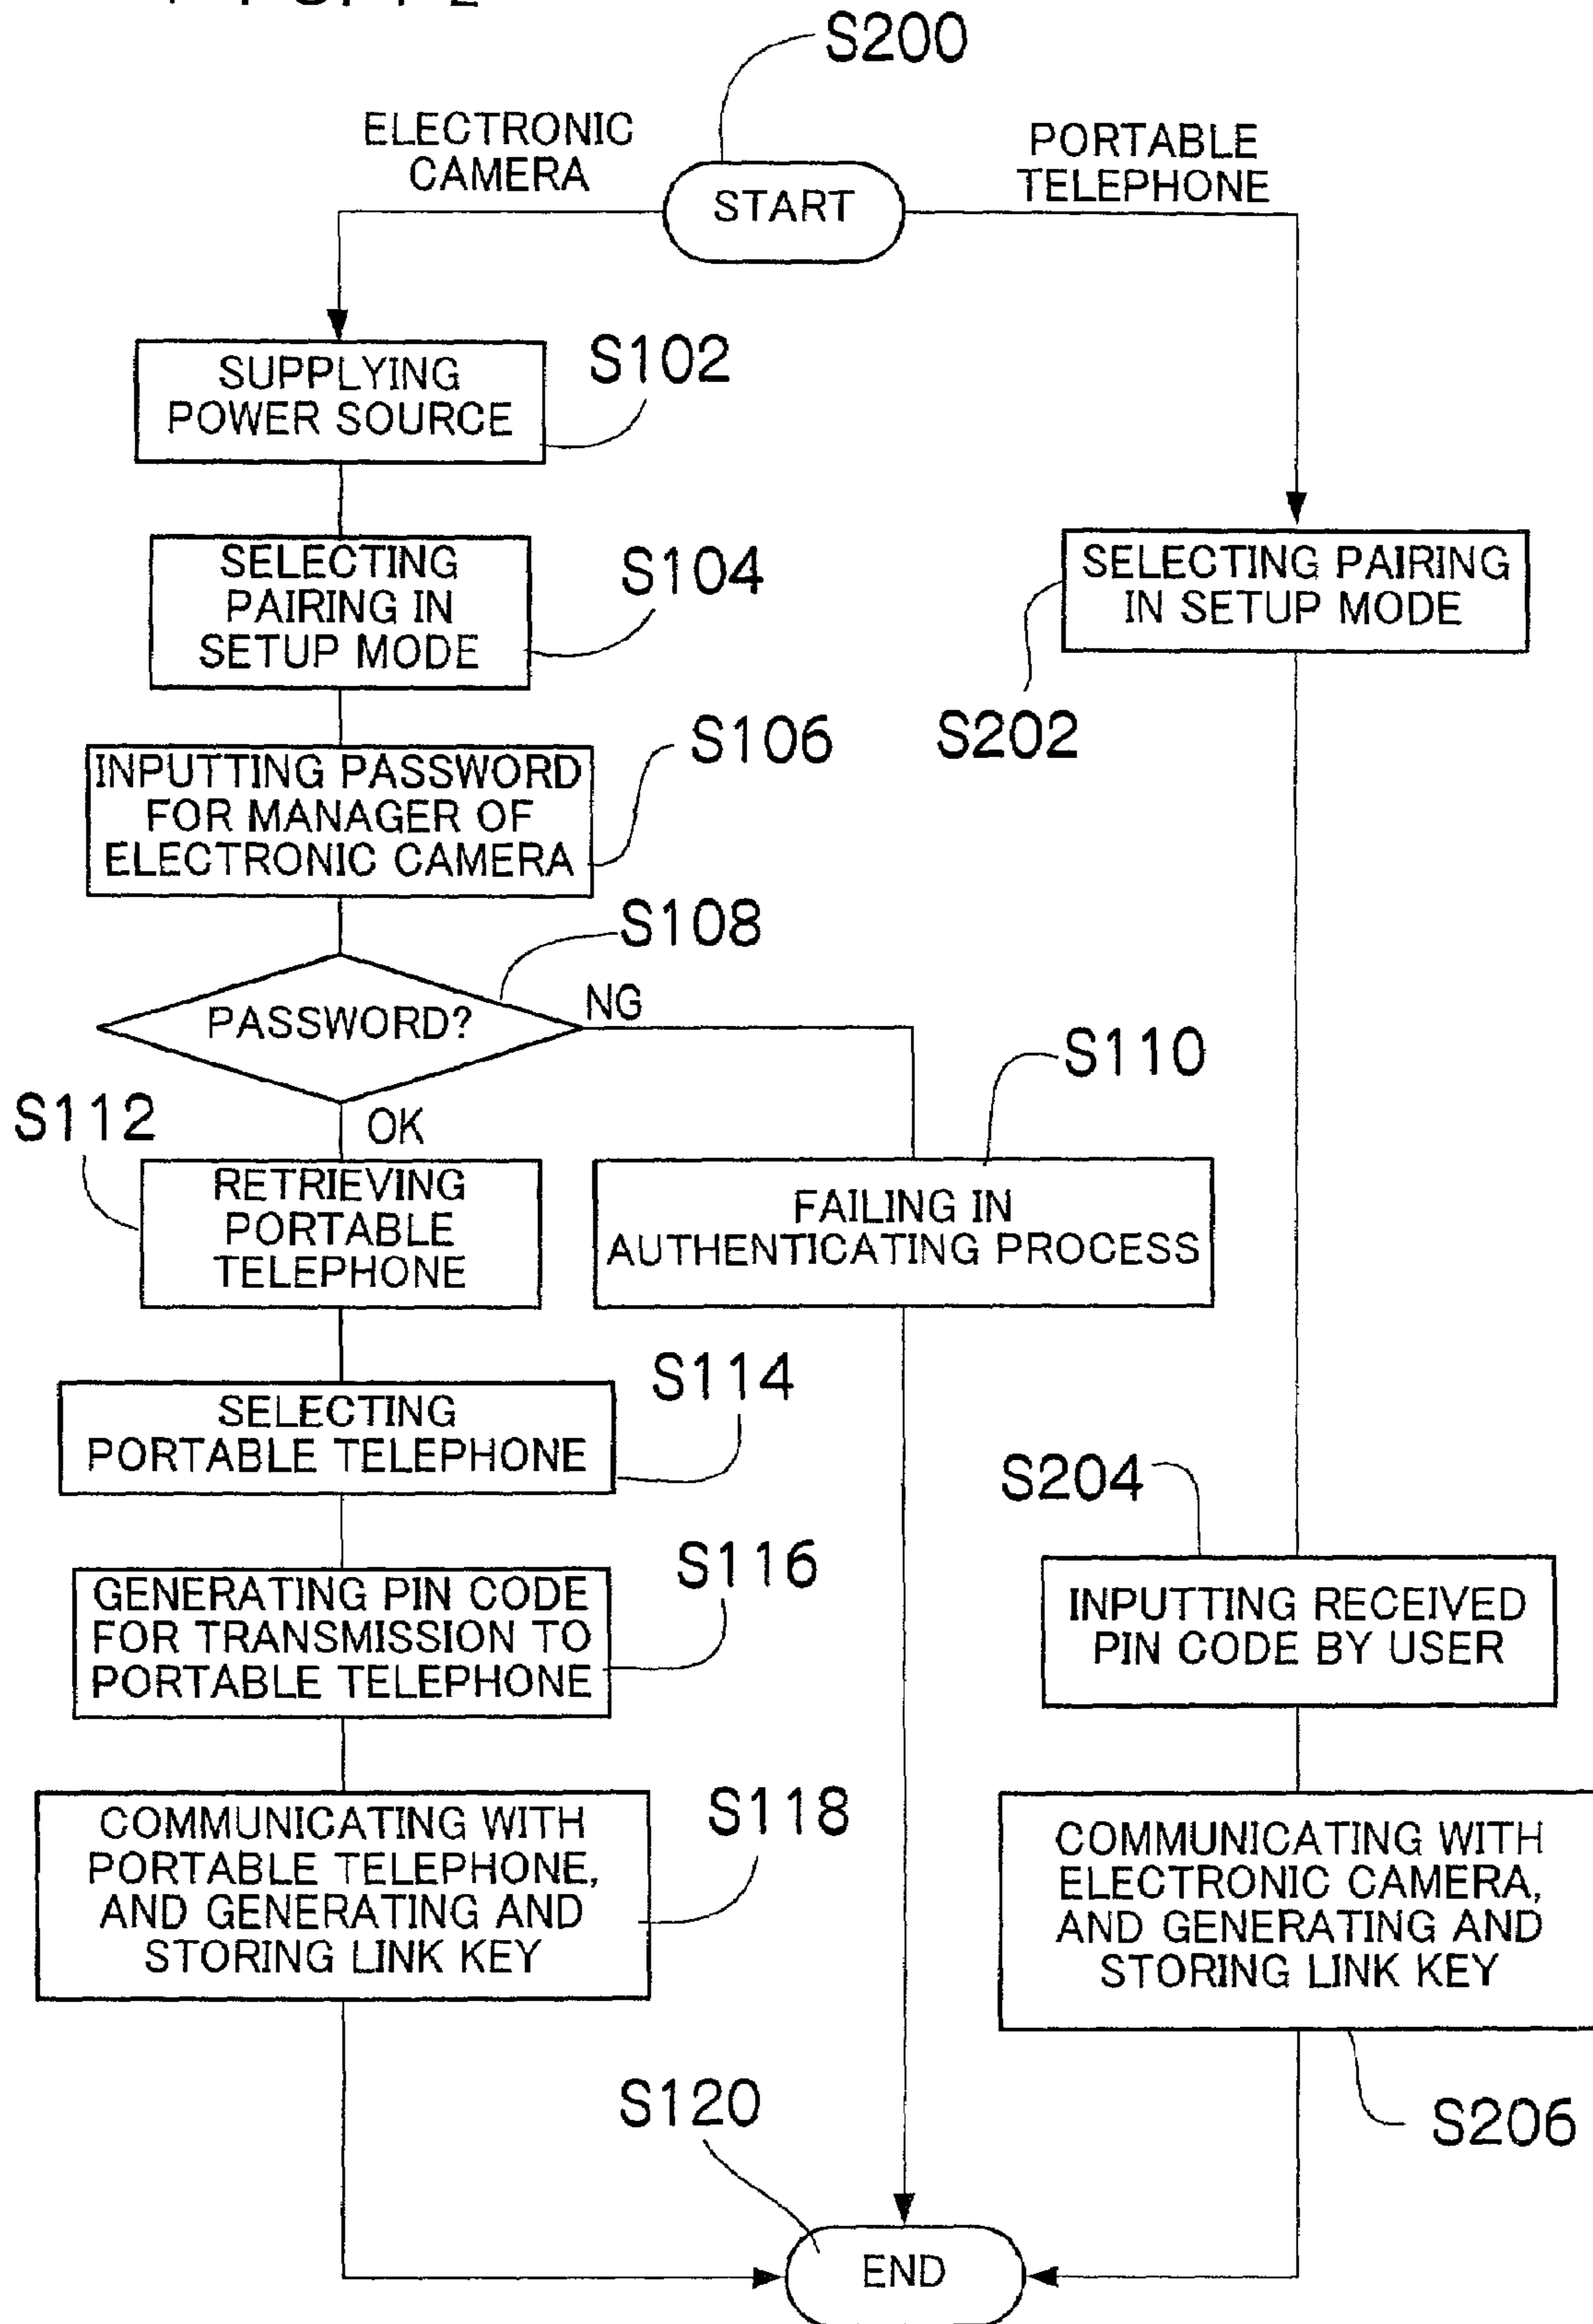 S200
ELECTRONIC
CAMERA
PORTABLE
TELEPHONE
START
SUPPLYING
POWER SOURCE
S102
SELECTING
PAIRING IN
SETUP MODE
S104
SELECTING PAIRING
IN SETUP MODE
S202
INPUTTING PASSWORD
FOR MANAGER OF
ELECTRONIC CAMERA
S106
S108
PASSWORD?
NG
S110
S112
OK
RETRIEVING
PORTABLE
TELEPHONE
FAILING IN
AUTHENTICATING PROCESS
SELECTING
PORTABLE TELEPHONE
S114
S204
GENERATING PIN CODE
FOR TRANSMISSION TO
PORTABLE TELEPHONE
S116
INPUTTING RECEIVED
PIN CODE BY USER
COMMUNICATING WITH
PORTABLE TELEPHONE,
AND GENERATING AND
STORING LINK KEY
S118
COMMUNICATING WITH
ELECTRONIC CAMERA,
AND GENERATING AND
STORING LINK KEY
S120
S206
END